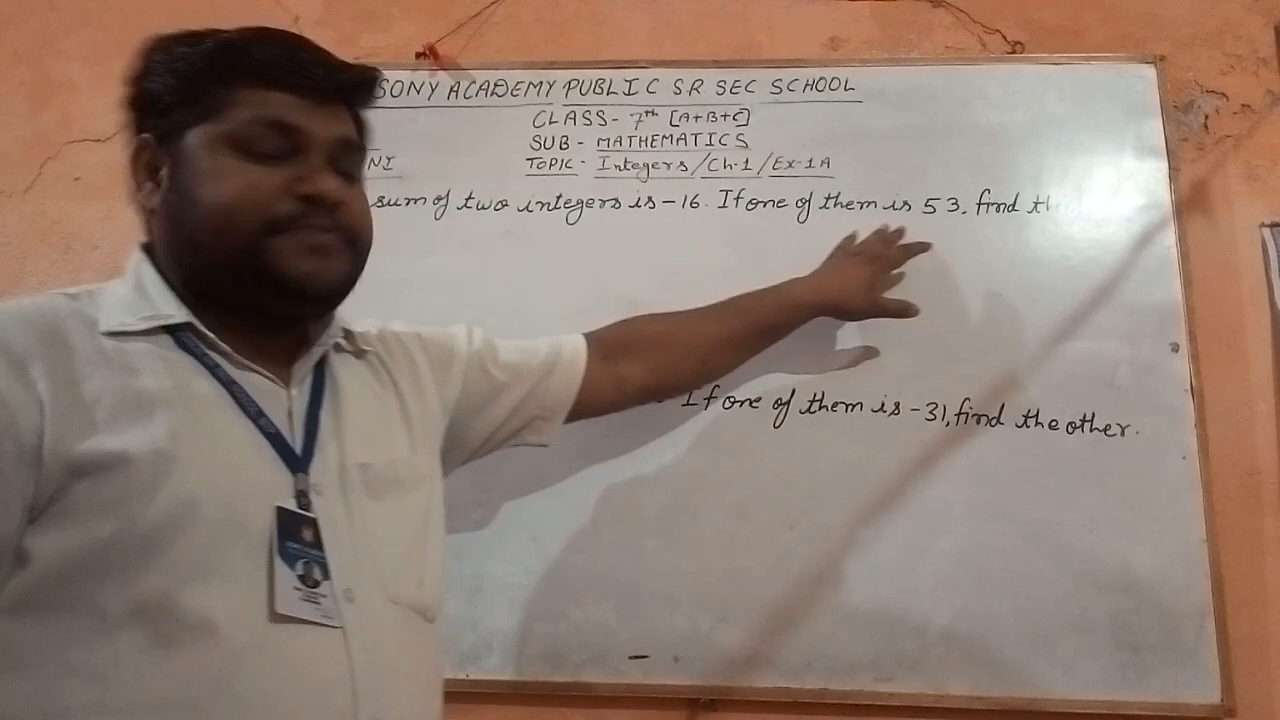 SONY ACADEMY PUBLIC SR SEC SCHOOL
CLASS - 7th [A+B+C]
SUB - MATHEMATICS
TOPIC - Integers/Ch-1/Ex-1A
sum of two integers is -16. If one of them is 53. find
If one of them is -31, find the other.